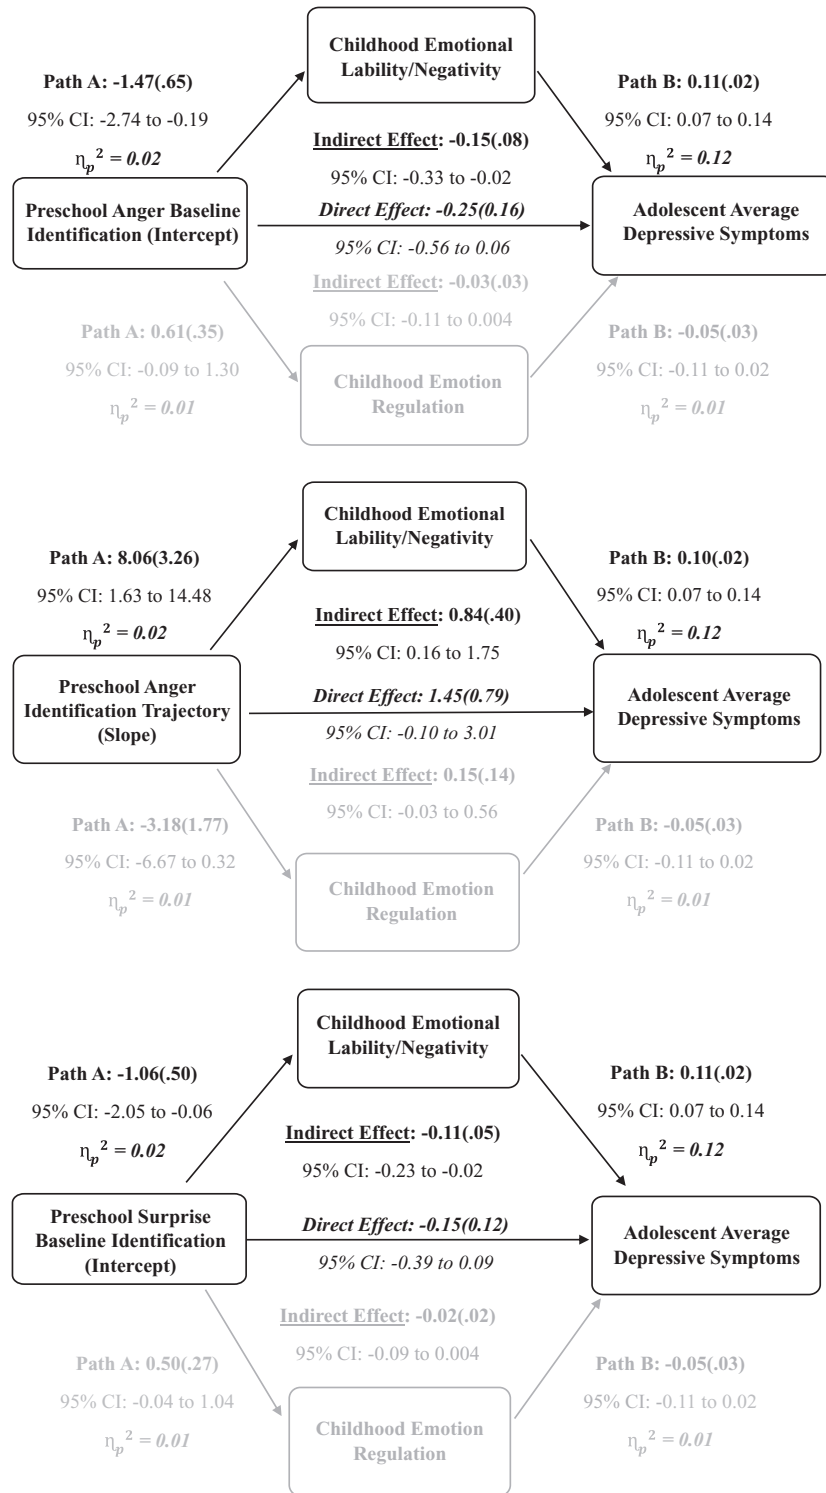 Childhood Emotional
Lability/Negativity
Path A: -1.47(.65)
95% CI: -2.74 to -0.19
ηp² = 0.02
Path B: 0.11(.02)
95% CI: 0.07 to 0.14
ηp² = 0.12
Indirect Effect: -0.15(.08)
95% CI: -0.33 to -0.02
Preschool Anger Baseline
Identification (Intercept)
Direct Effect: -0.25(0.16)
95% CI: -0.56 to 0.06
Adolescent Average
Depressive Symptoms
Indirect Effect: -0.03(.03)
95% CI: -0.11 to 0.004
Path A: 0.61(.35)
95% CI: -0.09 to 1.30
ηp² = 0.01
Childhood Emotion
Regulation
Path B: -0.05(.03)
95% CI: -0.11 to 0.02
ηp² = 0.01
Childhood Emotional
Lability/Negativity
Path A: 8.06(3.26)
95% CI: 1.63 to 14.48
ηp² = 0.02
Path B: 0.10(.02)
95% CI: 0.07 to 0.14
ηp² = 0.12
Indirect Effect: 0.84(.40)
95% CI: 0.16 to 1.75
Preschool Anger
Identification Trajectory
(Slope)
Direct Effect: 1.45(0.79)
95% CI: -0.10 to 3.01
Adolescent Average
Depressive Symptoms
Indirect Effect: 0.15(.14)
95% CI: -0.03 to 0.56
Path A: -3.18(1.77)
95% CI: -6.67 to 0.32
ηp² = 0.01
Childhood Emotion
Regulation
Path B: -0.05(.03)
95% CI: -0.11 to 0.02
ηp² = 0.01
Childhood Emotional
Lability/Negativity
Path A: -1.06(.50)
95% CI: -2.05 to -0.06
ηp² = 0.02
Path B: 0.11(.02)
95% CI: 0.07 to 0.14
ηp² = 0.12
Indirect Effect: -0.11(.05)
95% CI: -0.23 to -0.02
Preschool Surprise
Baseline Identification
(Intercept)
Direct Effect: -0.15(0.12)
95% CI: -0.39 to 0.09
Adolescent Average
Depressive Symptoms
Indirect Effect: -0.02(.02)
95% CI: -0.09 to 0.004
Path A: 0.50(.27)
95% CI: -0.04 to 1.04
ηp² = 0.01
Childhood Emotion
Regulation
Path B: -0.05(.03)
95% CI: -0.11 to 0.02
ηp² = 0.01